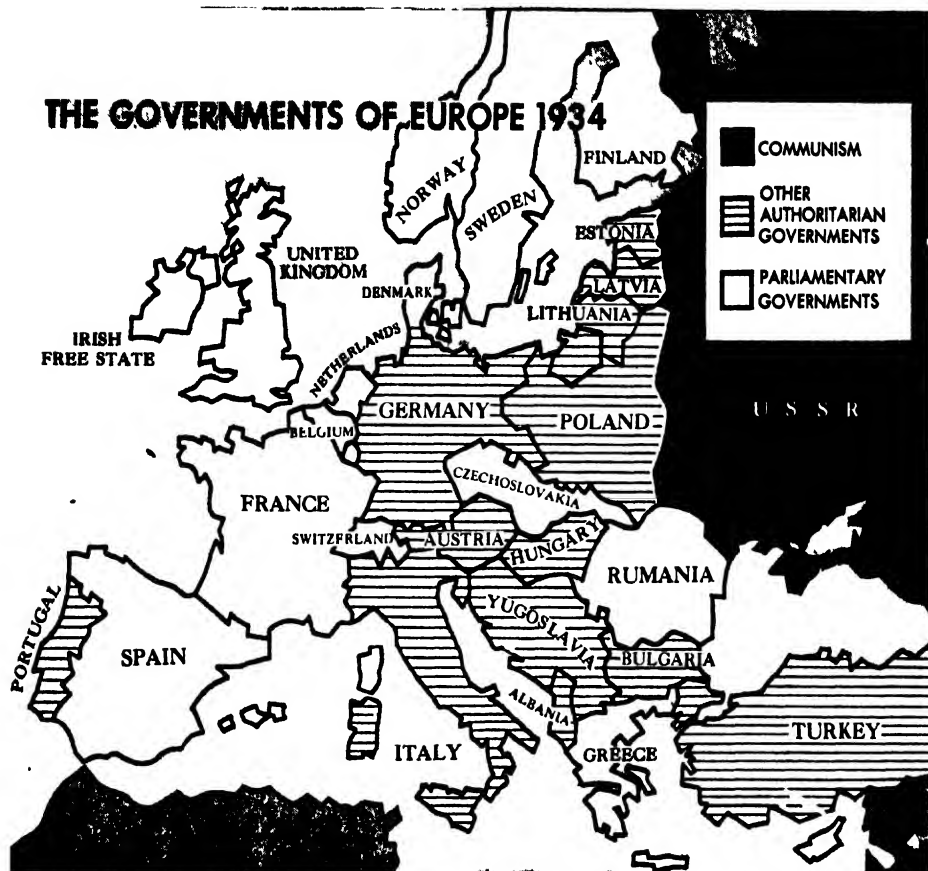 THE GOVERNMENTS OF EUROPE 1934
COMMUNISM
OTHER
AUTHORITARIAN
GOVERNMENTS
PARLIAMENTARY
GOVERNMENTS
NORWAY
SWEDEN
FINLAND
ESTONIA
LATVIA
LITHUANIA
UNITED
KINGDOM
IRISH
FREE STATE
DENMARK
NETHERLANDS
BELGIUM
GERMANY
POLAND
U S S R
CZECHOSLOVAKIA
FRANCE
SWITZERLAND
AUSTRIA
HUNGARY
RUMANIA
YUGOSLAVIA
BULGARIA
PORTUGAL
SPAIN
ITALY
ALBANIA
GREECE
TURKEY